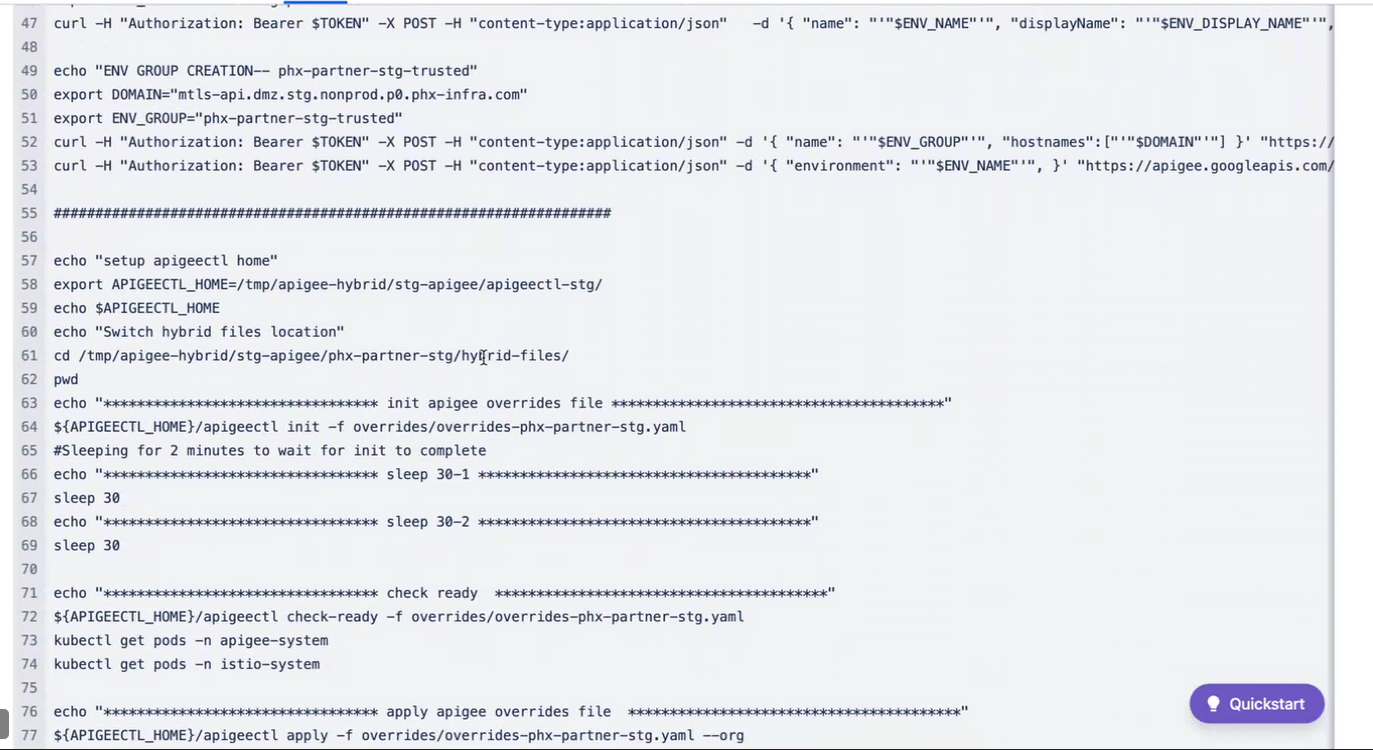 47 curl -H "Authorization: Bearer $TOKEN" -X POST -H "content-type:application/json"   -d '{ "name": "'"$ENV_NAME"'", "displayName": "'"$ENV_DISPLAY_NAME"'",
48
49 echo "ENV GROUP CREATION-- phx-partner-stg-trusted"
50 export DOMAIN="mtls-api.dmz.stg.nonprod.p0.phx-infra.com"
51 export ENV_GROUP="phx-partner-stg-trusted"
52 curl -H "Authorization: Bearer $TOKEN" -X POST -H "content-type:application/json" -d '{ "name": "'"$ENV_GROUP"'", "hostnames":["'"$DOMAIN"'"] }' "https://
53 curl -H "Authorization: Bearer $TOKEN" -X POST -H "content-type:application/json" -d '{ "environment": "'"$ENV_NAME"'", }' "https://apigee.googleapis.com/
54
55 ###################################################################
56
57 echo "setup apigeectl home"
58 export APIGEECTL_HOME=/tmp/apigee-hybrid/stg-apigee/apigeectl-stg/
59 echo $APIGEECTL_HOME
60 echo "Switch hybrid files location"
61 cd /tmp/apigee-hybrid/stg-apigee/phx-partner-stg/hybrid-files/
62 pwd
63 echo "********************************* init apigee overrides file ****************************************"
64 ${APIGEECTL_HOME}/apigeectl init -f overrides/overrides-phx-partner-stg.yaml
65 #Sleeping for 2 minutes to wait for init to complete
66 echo "********************************* sleep 30-1 ****************************************"
67 sleep 30
68 echo "********************************* sleep 30-2 ****************************************"
69 sleep 30
70
71 echo "********************************* check ready  ****************************************"
72 ${APIGEECTL_HOME}/apigeectl check-ready -f overrides/overrides-phx-partner-stg.yaml
73 kubectl get pods -n apigee-system
74 kubectl get pods -n istio-system
75
76 echo "********************************* apply apigee overrides file  ****************************************"
77 ${APIGEECTL_HOME}/apigeectl apply -f overrides/overrides-phx-partner-stg.yaml --org
Quickstart